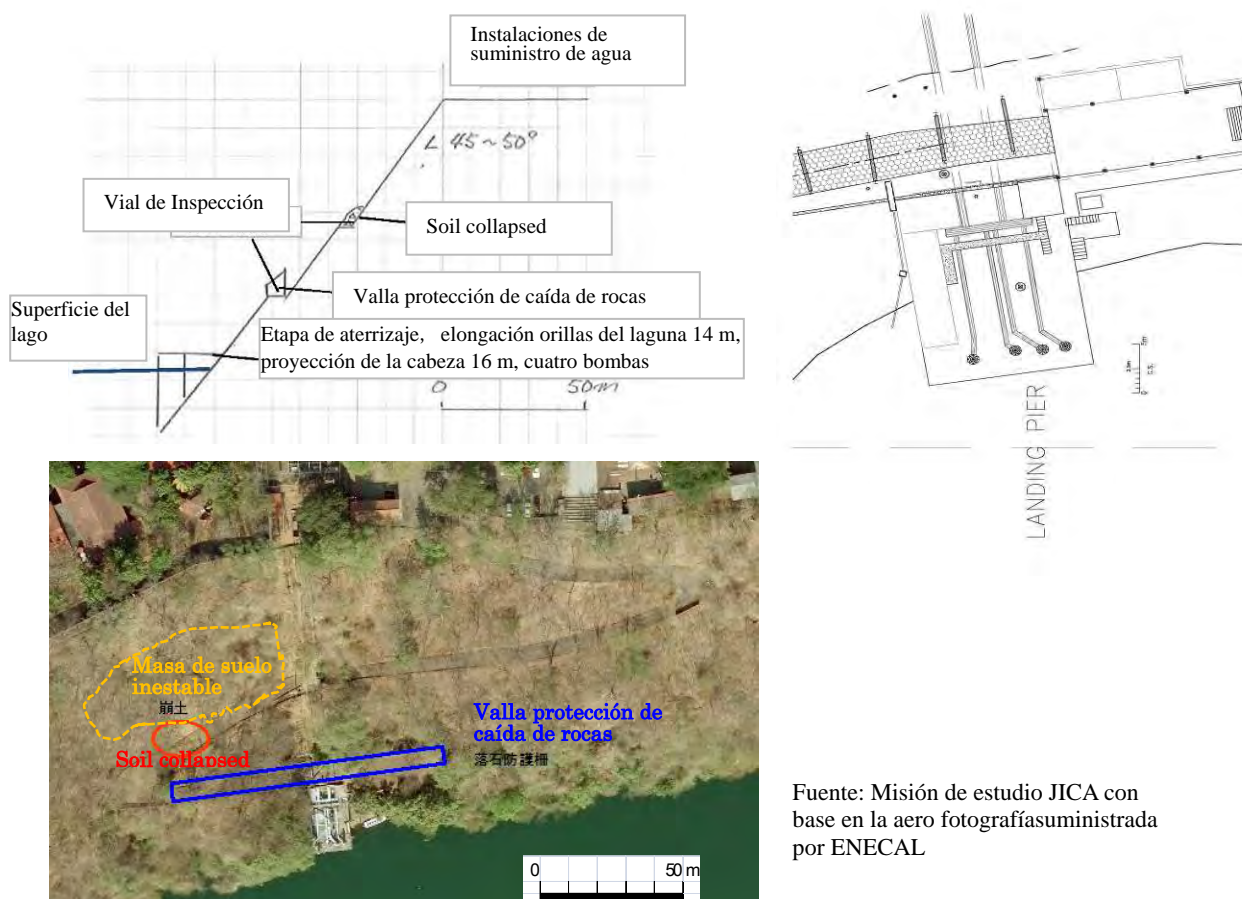 Instalaciones de
suministro de agua
∠ 45~50°
Vial de Inspección
Soil collapsed
Valla protección de caída de rocas
Superficie del
lago
Etapa de aterrizaje, elongación orillas del laguna 14 m,
proyección de la cabeza 16 m, cuatro bombas
0 50m
LANDING PIER
Masa de suelo
inestable
崩土
Soil collapsed
Valla protección de
caída de rocas
落石防護柵
0 50 m
Fuente: Misión de estudio JICA con
base en la aero fotografíasuministrada
por ENECAL